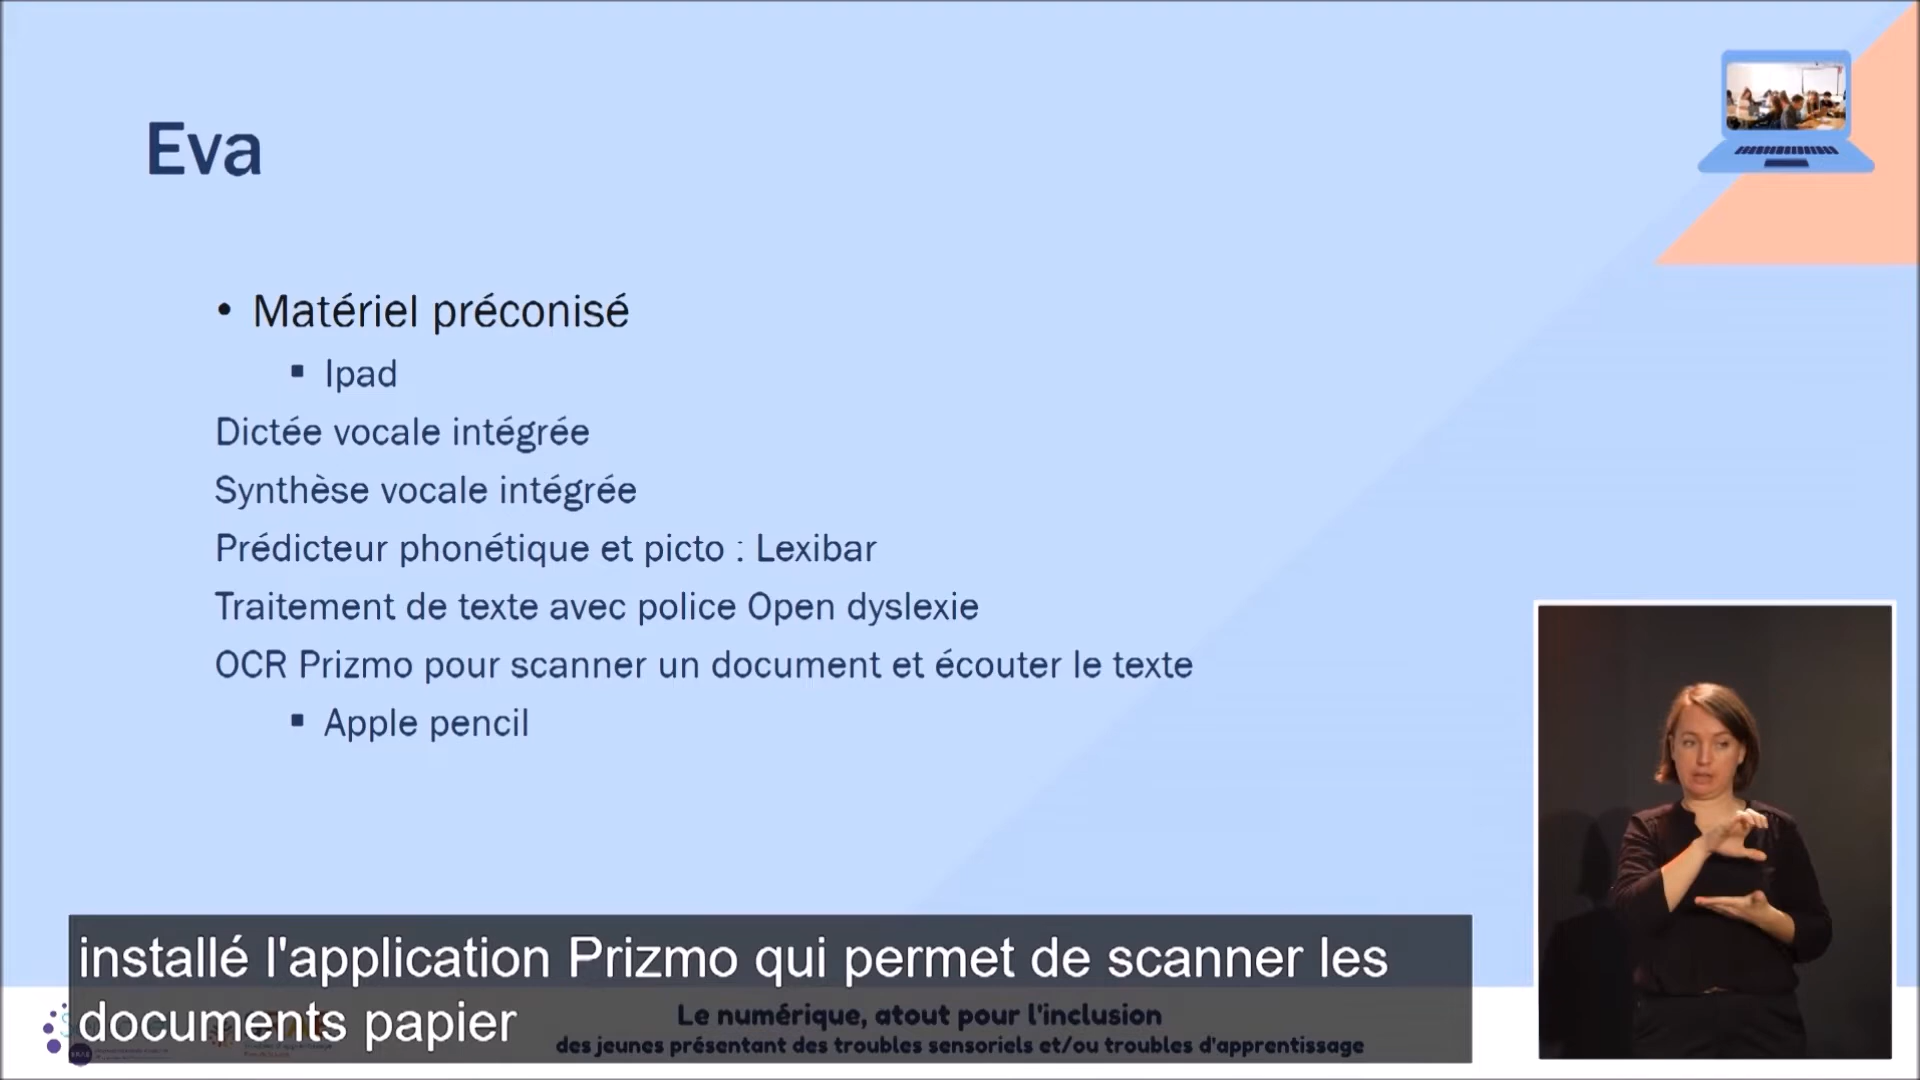 Eva
• Matériel préconisé
▪ Ipad
Dictée vocale intégrée
Synthèse vocale intégrée
Prédicteur phonétique et picto : Lexibar
Traitement de texte avec police Open dyslexie
OCR Prizmo pour scanner un document et écouter le texte
▪ Apple pencil
installé l'application Prizmo qui permet de scanner les
documents papier
Le numérique, atout pour l'inclusion
des jeunes présentant des troubles sensoriels et/ou troubles d'apprentissage